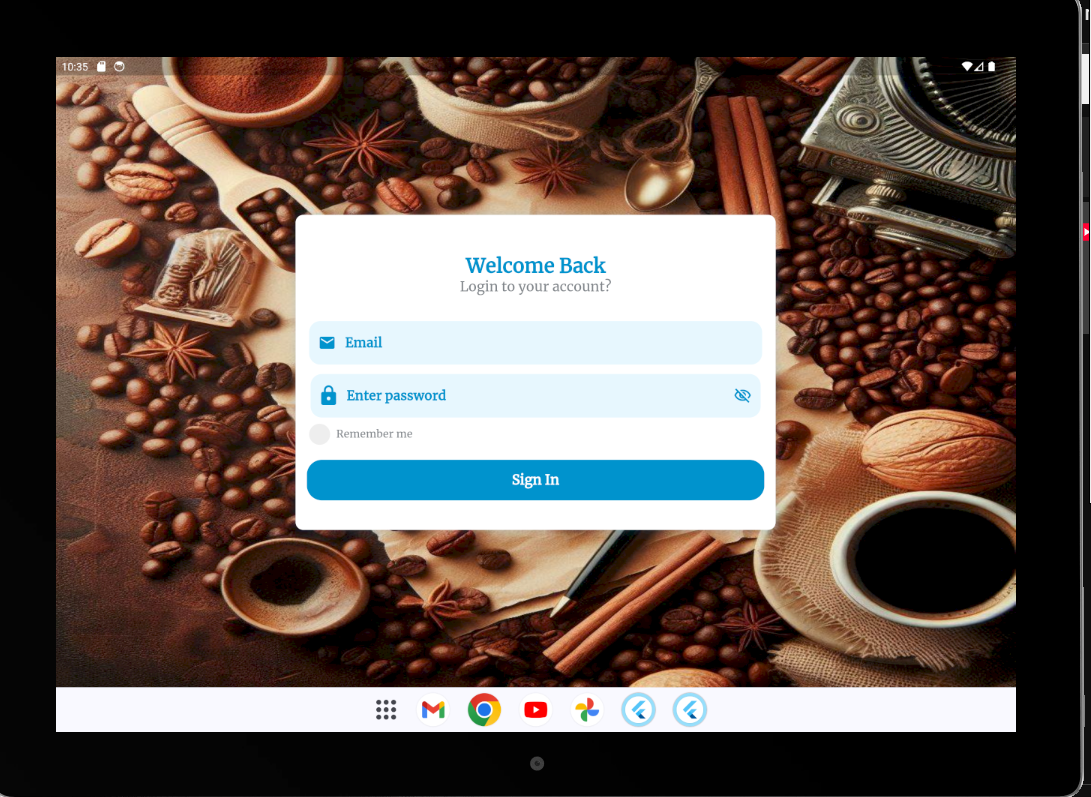 10:35
Welcome Back
Login to your account?
Email
Enter password
Remember me
Sign In